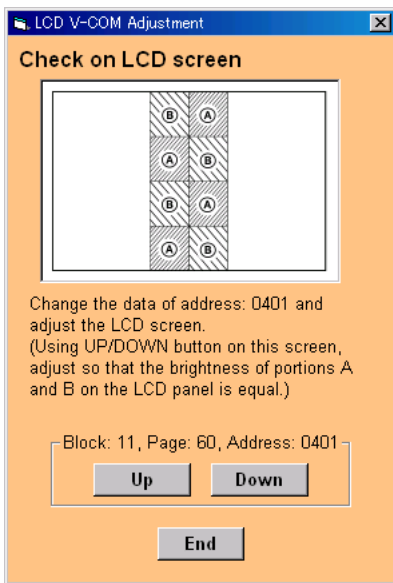 LCD V-COM Adjustment
Check on LCD screen
B A
A B
B A
A B
Change the data of address: 0401 and
adjust the LCD screen.
(Using UP/DOWN button on this screen,
adjust so that the brightness of portions A
and B on the LCD panel is equal.)
Block: 11, Page: 60, Address: 0401
Up Down
End